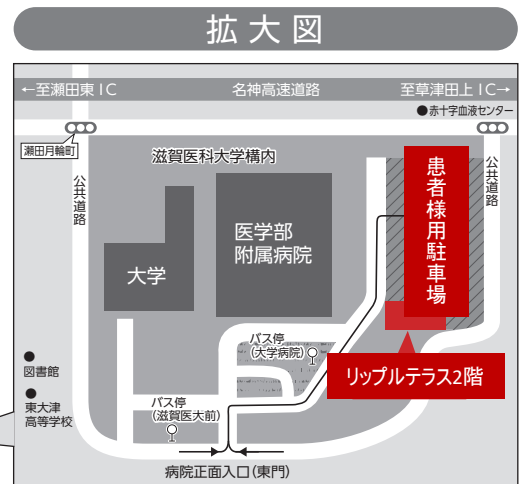 拡大図
←至瀬田東IC
名神高速道路
至草津田上IC→
●赤十字血液センター
瀬田月輪町
滋賀医科大学構内
公共道路
公共道路
患者様用駐車場
医学部
附属病院
大学
バス停
(大学病院)
リップルテラス2階
図書館
東大津
高等学校
バス停
(滋賀医大前)
病院正面入口(東門)